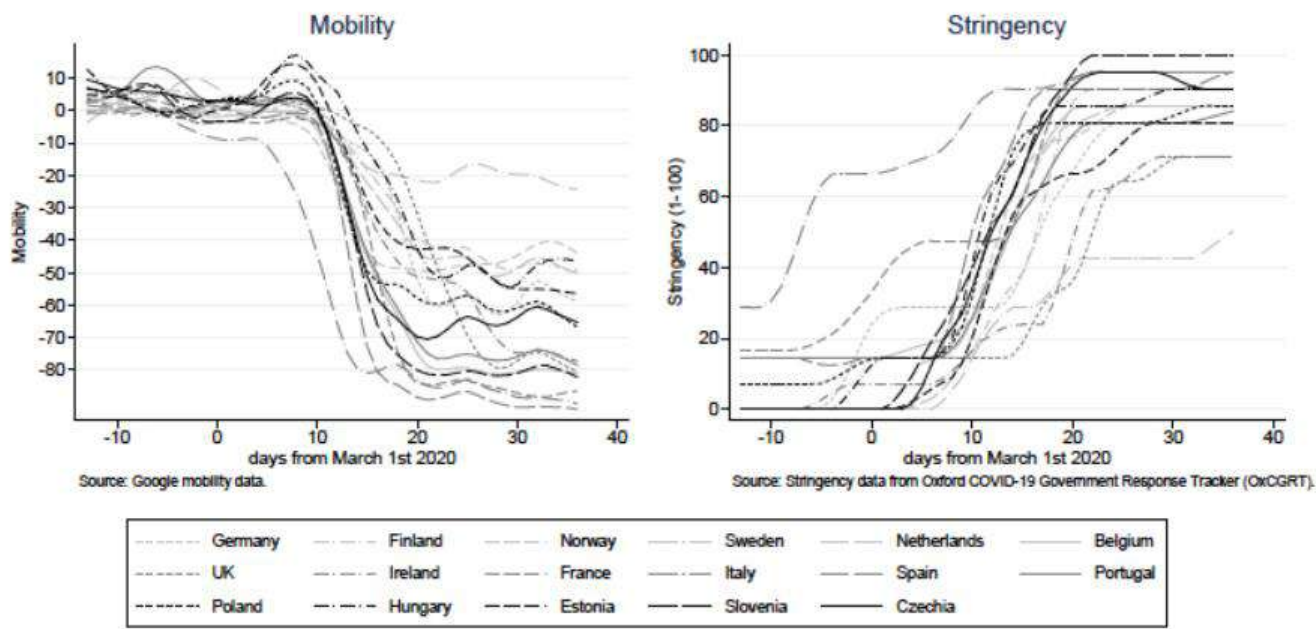 Mobility
10
0
-10
-20
-30
-40
-50
-60
-70
-80
Mobility
-10 0 10 20 30 40
days from March 1st 2020
Source: Google mobility data.
Stringency
100
80
60
40
20
0
Stringency (1-100)
-10 0 10 20 30 40
days from March 1st 2020
Source: Stringency data from Oxford COVID-19 Government Response Tracker (OxCGRT).
Germany Finland Norway Sweden Netherlands Belgium
UK Ireland France Italy Spain Portugal
Poland Hungary Estonia Slovenia Czechia